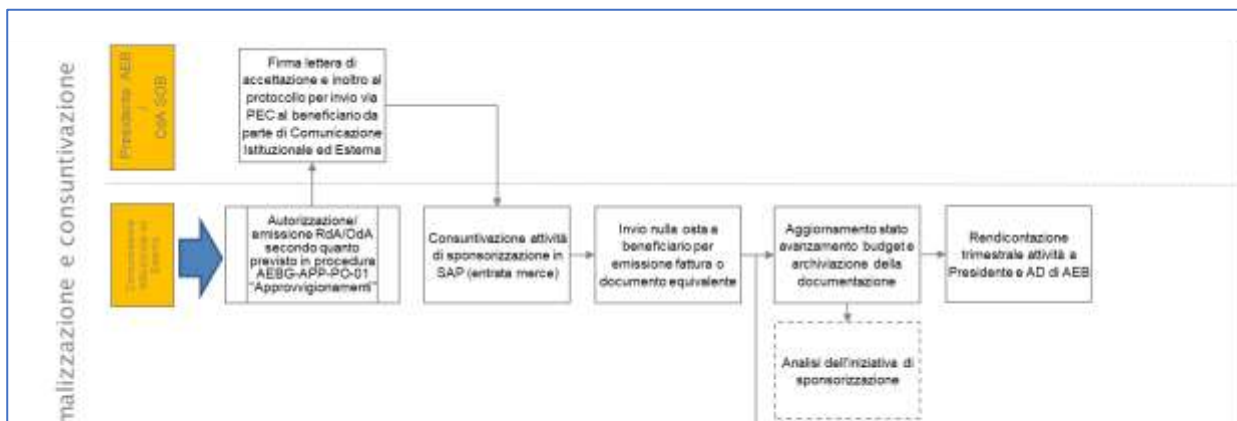 malizzazione e consuntivazione
Presidente AEB
/
CdA SOB
Firma lettera di
accettazione e inoltro al
protocollo per invio via
PEC al beneficiario da
parte di Comunicazione
Istituzionale ed Esterna
Comunicazione
Istituzionale ed
Esterna
Autorizzazione/
emissione RdA/OdA
secondo quanto
previsto in procedura
AEBG-APP-PO-01
"Approvvigionamenti"
Consuntivazione attività
di sponsorizzazione in
SAP (entrata merce)
Invio nulla osta a
beneficiario per
emissione fattura o
documento equivalente
Aggiornamento stato
avanzamento budget e
archiviazione della
documentazione
Rendicontazione
trimestrale attività a
Presidente e AD di AEB
Analisi dell'iniziativa di
sponsorizzazione